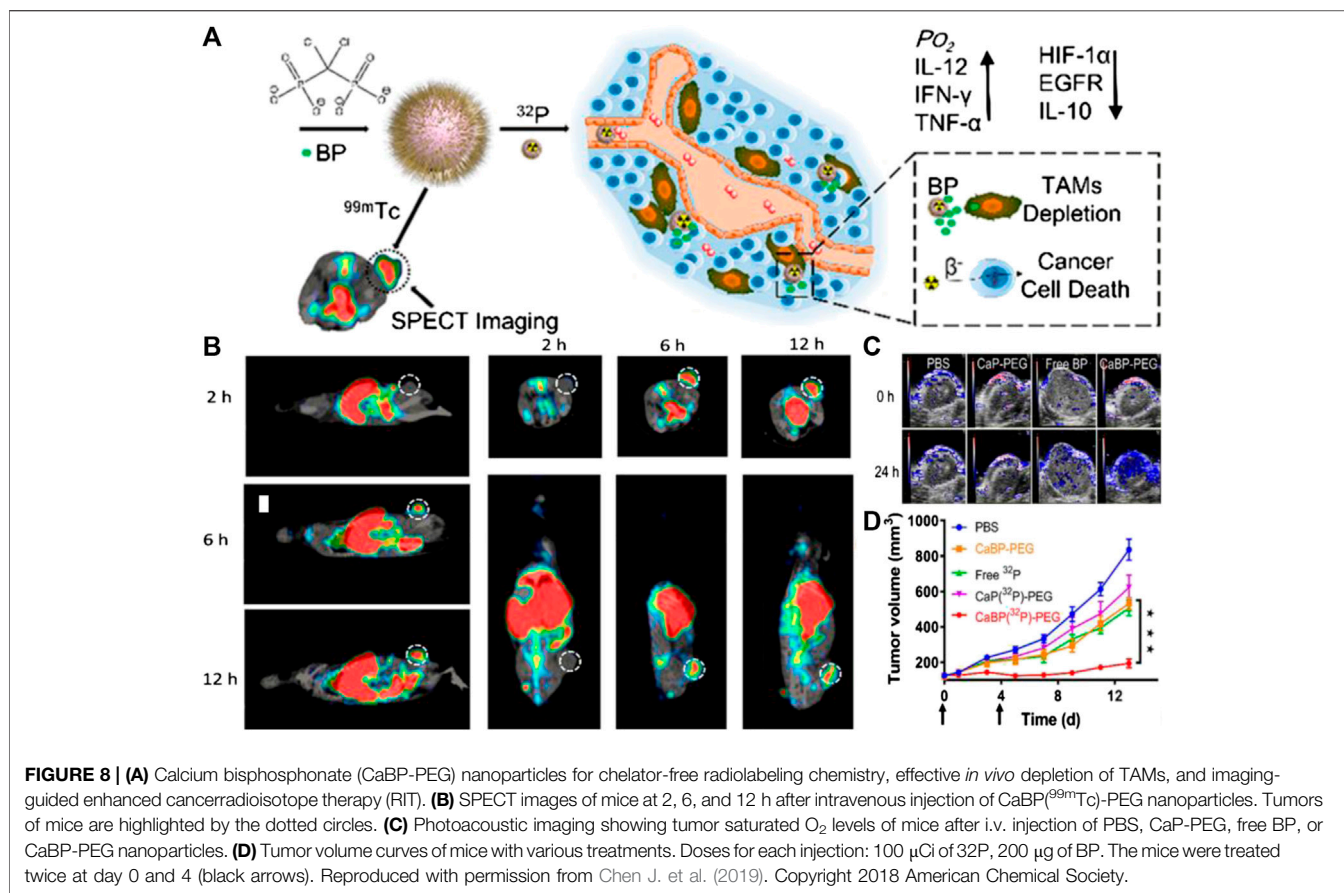 A
Cl
Cl
P
P
O
O
BP
32P
99mTc
SPECT Imaging
PO2
IL-12
IFN-γ
TNF-α
HIF-1α
EGFR
IL-10
BP
TAMs
Depletion
β-
Cancer
Cell Death
B
2 h
6 h
12 h
2 h
6 h
12 h
C
PBS
CaP-PEG
Free BP
CaBP-PEG
0 h
24 h
D
Tumor volume (mm3)
1000
800
600
400
200
PBS
CaBP-PEG
Free 32P
CaP(32P)-PEG
CaBP(32P)-PEG
* * *
0
4
8
12
Time (d)
FIGURE 8 | (A) Calcium bisphosphonate (CaBP-PEG) nanoparticles for chelator-free radiolabeling chemistry, effective in vivo depletion of TAMs, and imaging-
guided enhanced cancerradioisotope therapy (RIT). (B) SPECT images of mice at 2, 6, and 12 h after intravenous injection of CaBP(99mTc)-PEG nanoparticles. Tumors
of mice are highlighted by the dotted circles. (C) Photoacoustic imaging showing tumor saturated O2 levels of mice after i.v. injection of PBS, CaP-PEG, free BP, or
CaBP-PEG nanoparticles. (D) Tumor volume curves of mice with various treatments. Doses for each injection: 100 μCi of 32P, 200 μg of BP. The mice were treated
twice at day 0 and 4 (black arrows). Reproduced with permission from Chen J. et al. (2019). Copyright 2018 American Chemical Society.